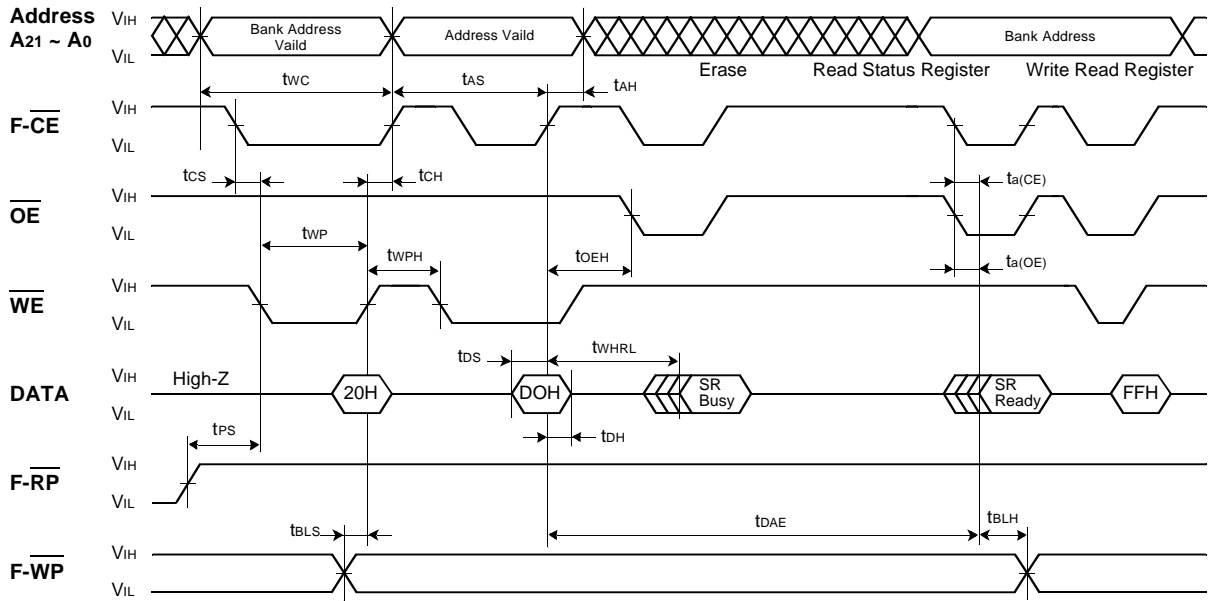 Address
A21 ~ A0
VIH
VIL
Bank Address
Vaild
Address Vaild
Bank Address
Erase
Read Status Register
Write Read Register
tWC
tAS
tAH
F-CE
VIH
VIL
tCS
tCH
ta(CE)
OE
VIH
VIL
tWP
tWPH
tOEH
ta(OE)
WE
VIH
VIL
tDS
tWHRL
DATA
VIH
VIL
High-Z
20H
DOH
SR
Busy
SR
Ready
FFH
tPS
tDH
F-RP
VIH
VIL
tBLS
tDAE
tBLH
F-WP
VIH
VIL